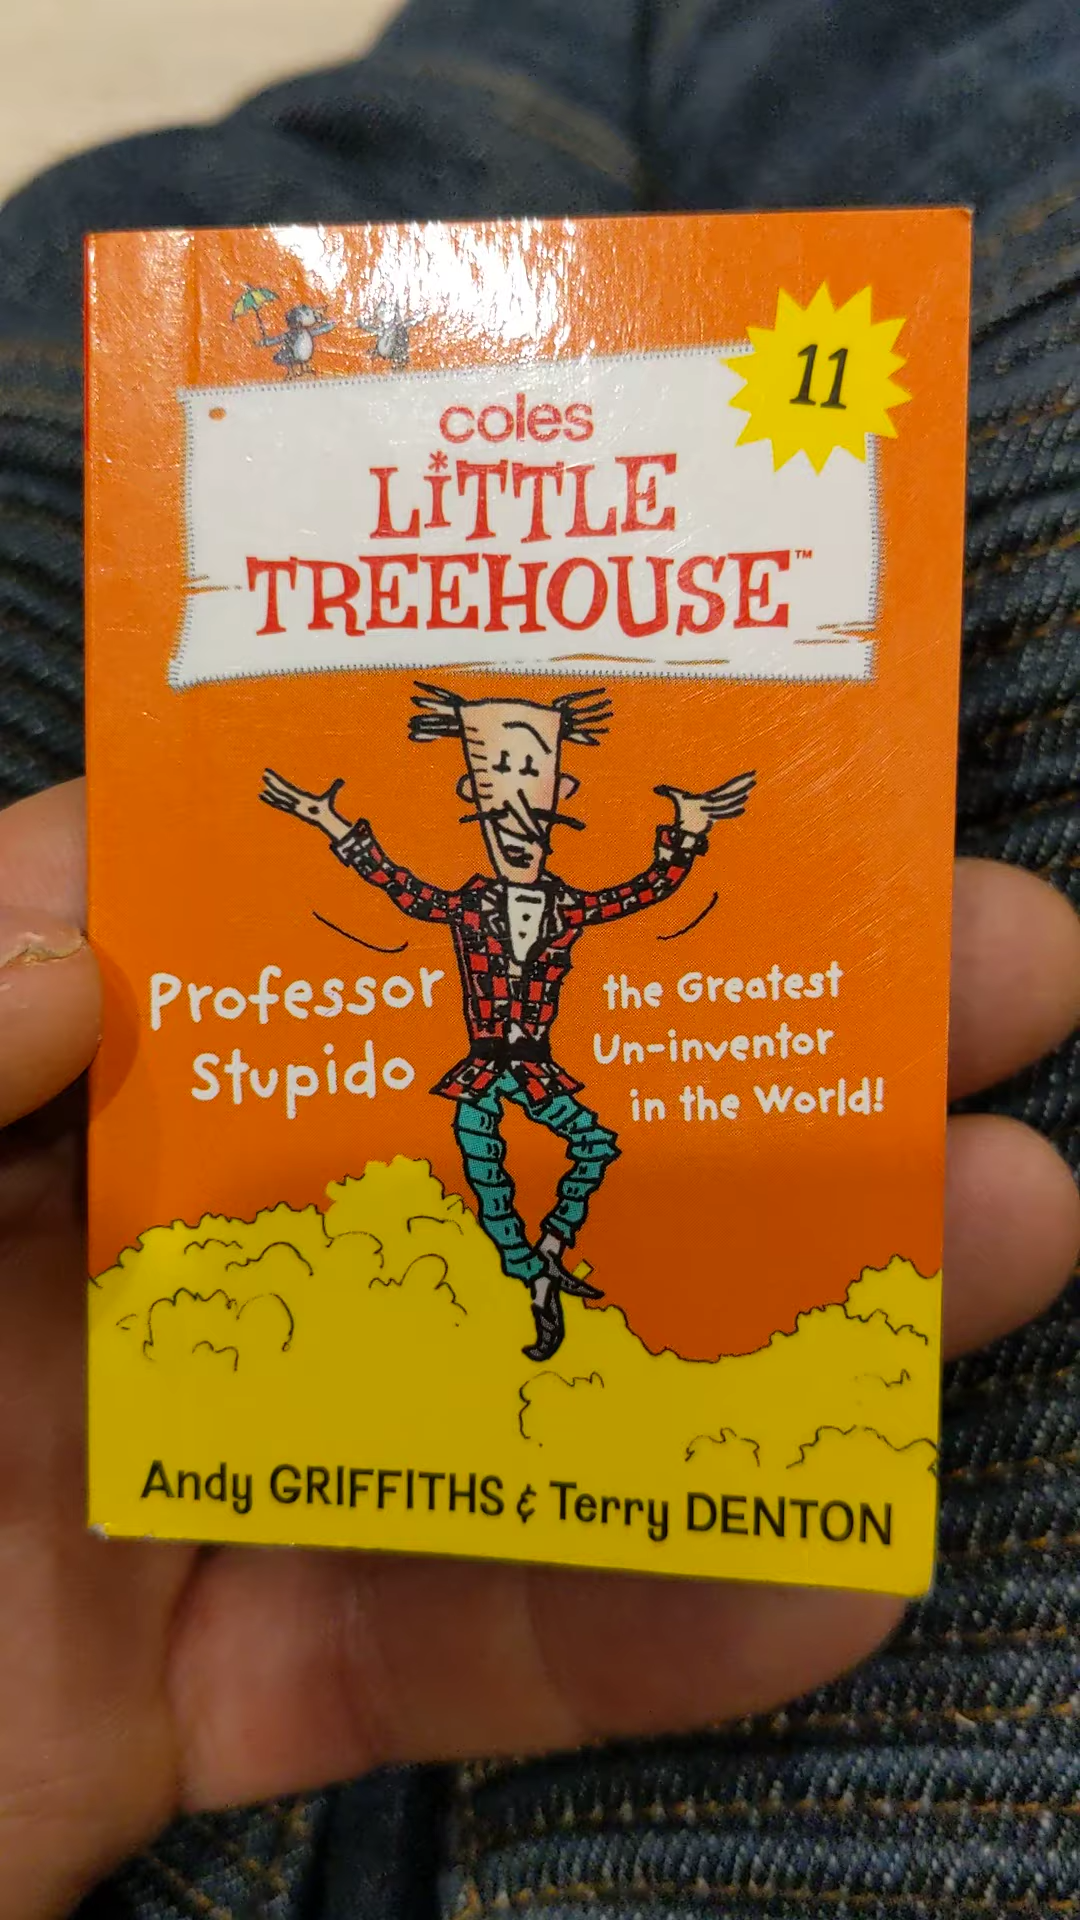 11
coles
LiTTLE
TREEHOUSE™
Professor
Stupido
the Greatest
Un-inventor
in the World!
Andy GRIFFITHS & Terry DENTON